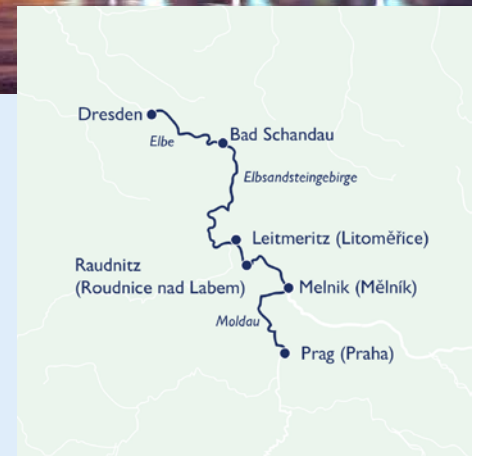 Dresden
Elbe
Bad Schandau
Elbsandsteingebirge
Leitmeritz (Litoměřice)
Raudnitz
(Roudnice nad Labem)
Melnik (Mělník)
Moldau
Prag (Praha)